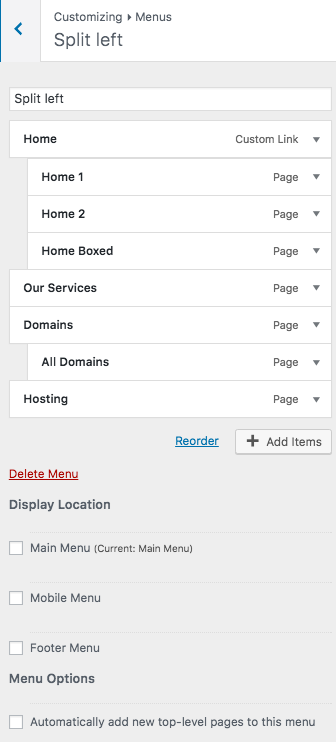 Customizing ▸ Menus
Split left
Split left
Home Custom Link
Home 1 Page
Home 2 Page
Home Boxed Page
Our Services Page
Domains Page
All Domains Page
Hosting Page
Reorder + Add Items
Delete Menu
Display Location
Main Menu (Current: Main Menu)
Mobile Menu
Footer Menu
Menu Options
Automatically add new top-level pages to this menu